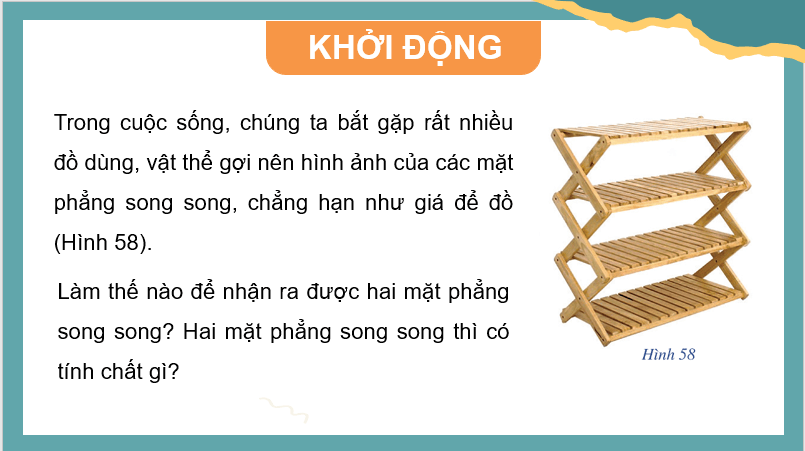 KHỞI ĐỘNG
Trong cuộc sống, chúng ta bắt gặp rất nhiều
đồ dùng, vật thể gợi nên hình ảnh của các mặt
phẳng song song, chẳng hạn như giá để đồ
(Hình 58).
Làm thế nào để nhận ra được hai mặt phẳng
song song? Hai mặt phẳng song song thì có
tính chất gì?
Hình 58